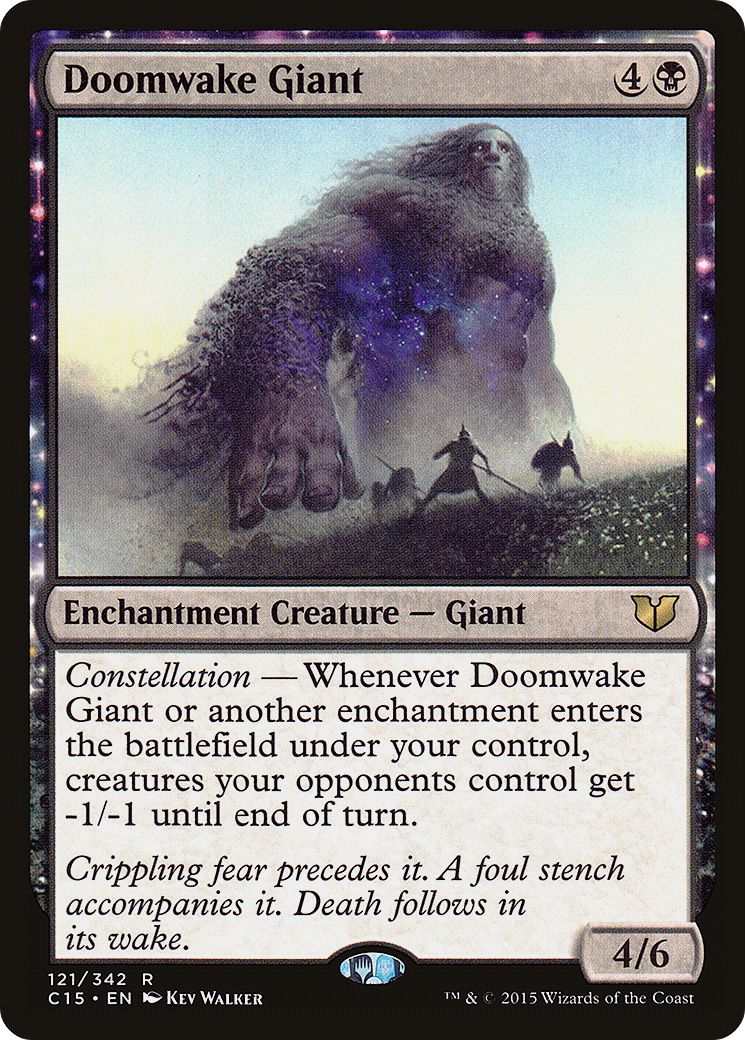 Doomwake Giant 4
Enchantment Creature — Giant
Constellation — Whenever Doomwake
Giant or another enchantment enters
the battlefield under your control,
creatures your opponents control get
-1/-1 until end of turn.
Crippling fear precedes it. A foul stench
accompanies it. Death follows in
its wake.
4/6
121/342 R
C15 • EN Kev Walker
™ & © 2015 Wizards of the Coast